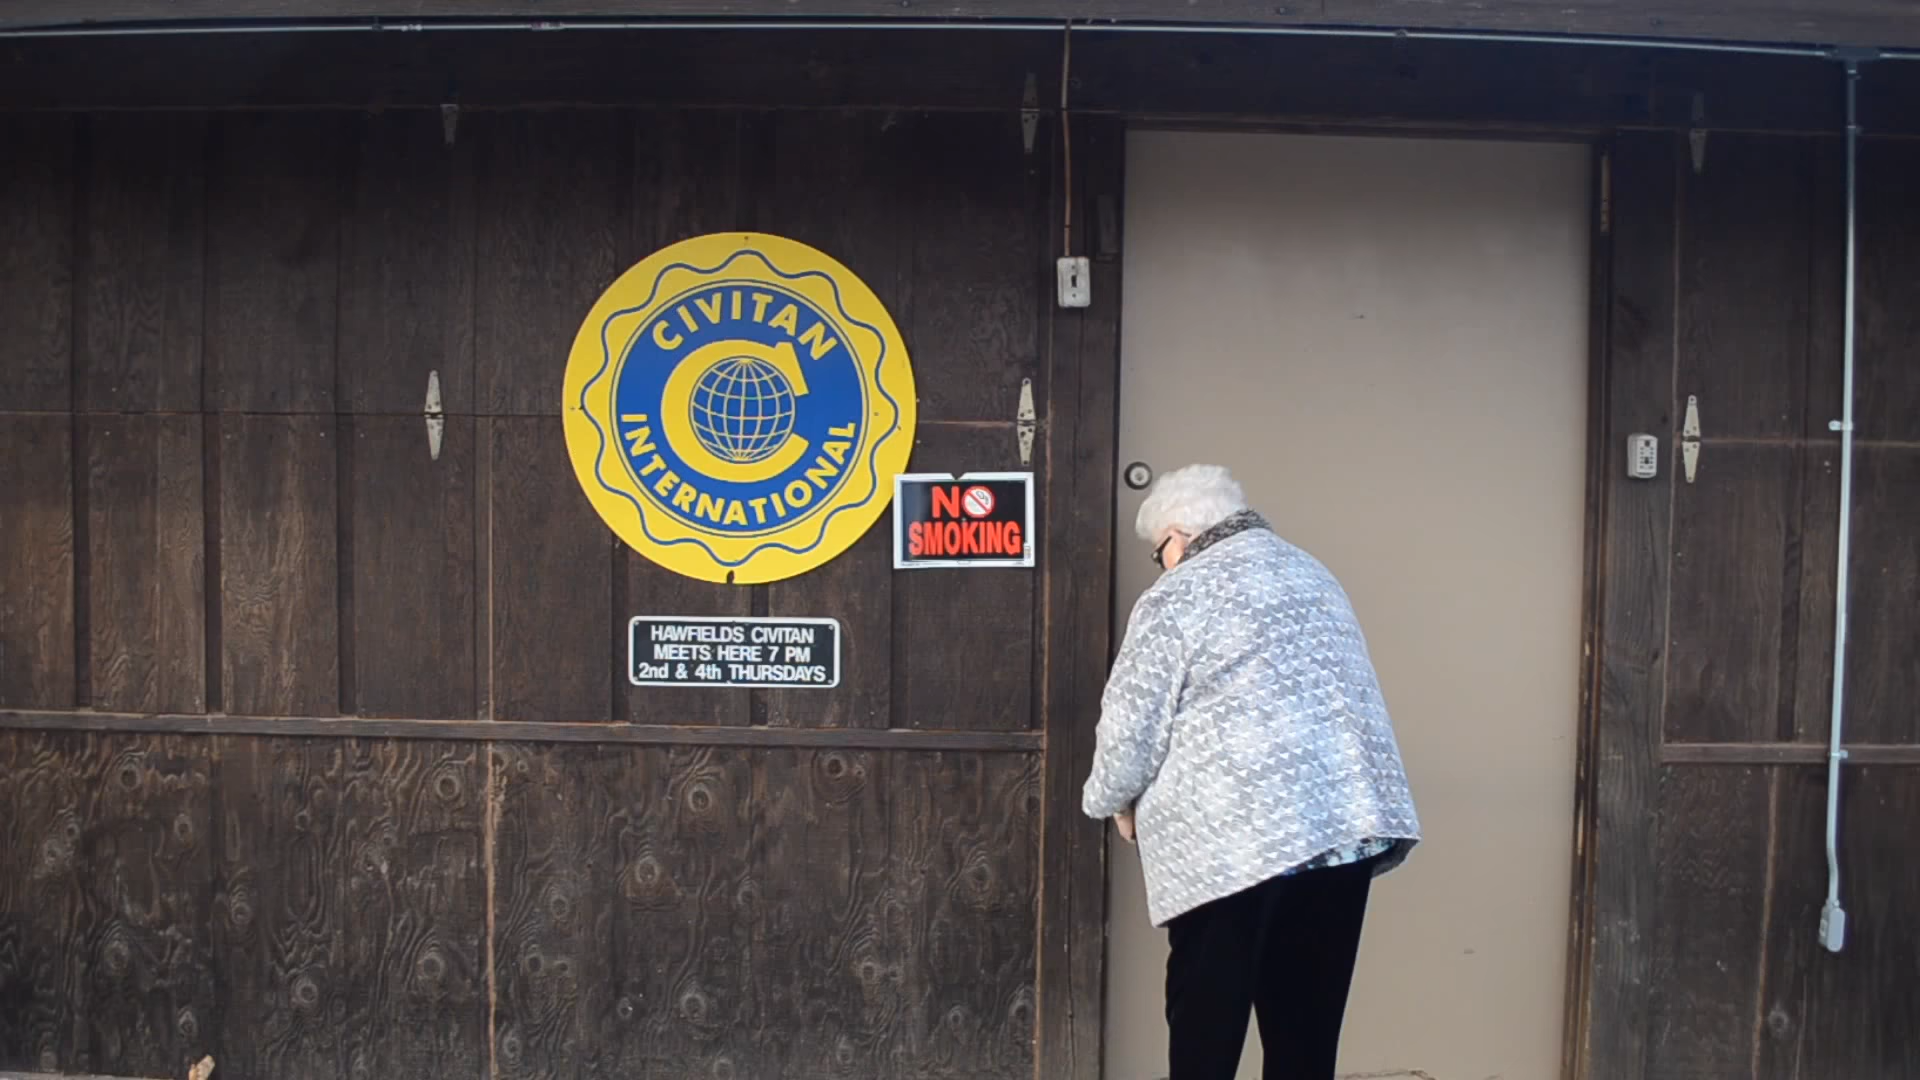 CIVITAN
INTERNATIONAL
NO
SMOKING
HAWFIELDS CIVITAN
MEETS HERE 7 PM
2nd & 4th THURSDAYS